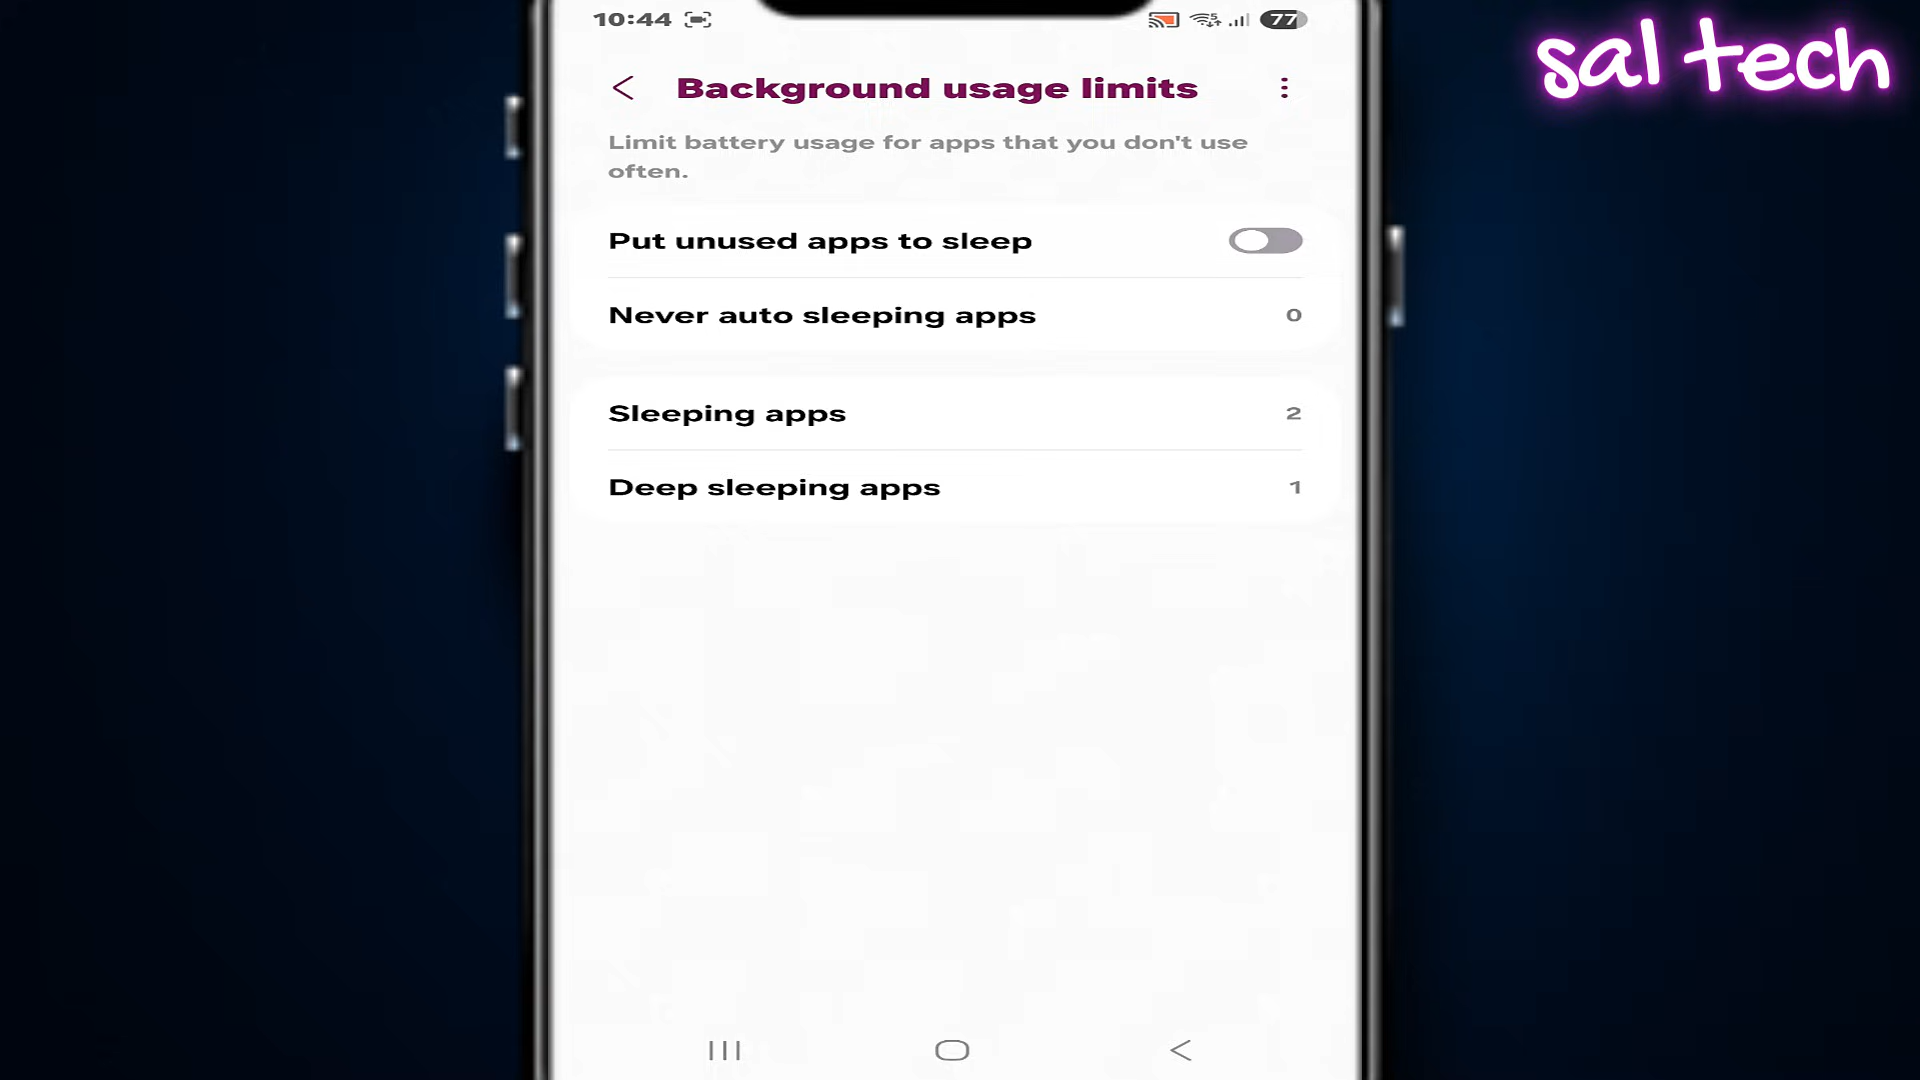 10:44
77
sal tech
Background usage limits
Limit battery usage for apps that you don't use
often.
Put unused apps to sleep
Never auto sleeping apps 0
Sleeping apps 2
Deep sleeping apps 1